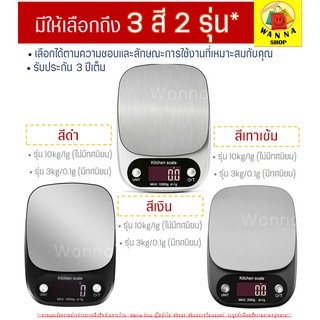 มีให้เลือกถึง 3 สี 2 รุ่น*
WANNA
SHOP
• เลือกได้ตามความชอบและลักษณะการใช้งานที่เหมาะสมกับคุณ
• รับประกัน 3 ปีเต็ม
สีดำ
- รุ่น 10kg/1g (ไม่มีทศนิยม)
- รุ่น 3kg/0.1g (มีทศนิยม)
สีเทาเข้ม
- รุ่น 10kg/1g (ไม่มีทศนิยม)
- รุ่น 3kg/0.1g (มีทศนิยม)
Kitchen scale
0.0
UNIT
O/T
สีเงิน
- รุ่น 10kg/1g (ไม่มีทศนิยม)
- รุ่น 3kg/0.1g (มีทศนิยม)
Kitchen scale
0
UNIT
O/T
Kitchen scale
0.0
UNIT
O/T